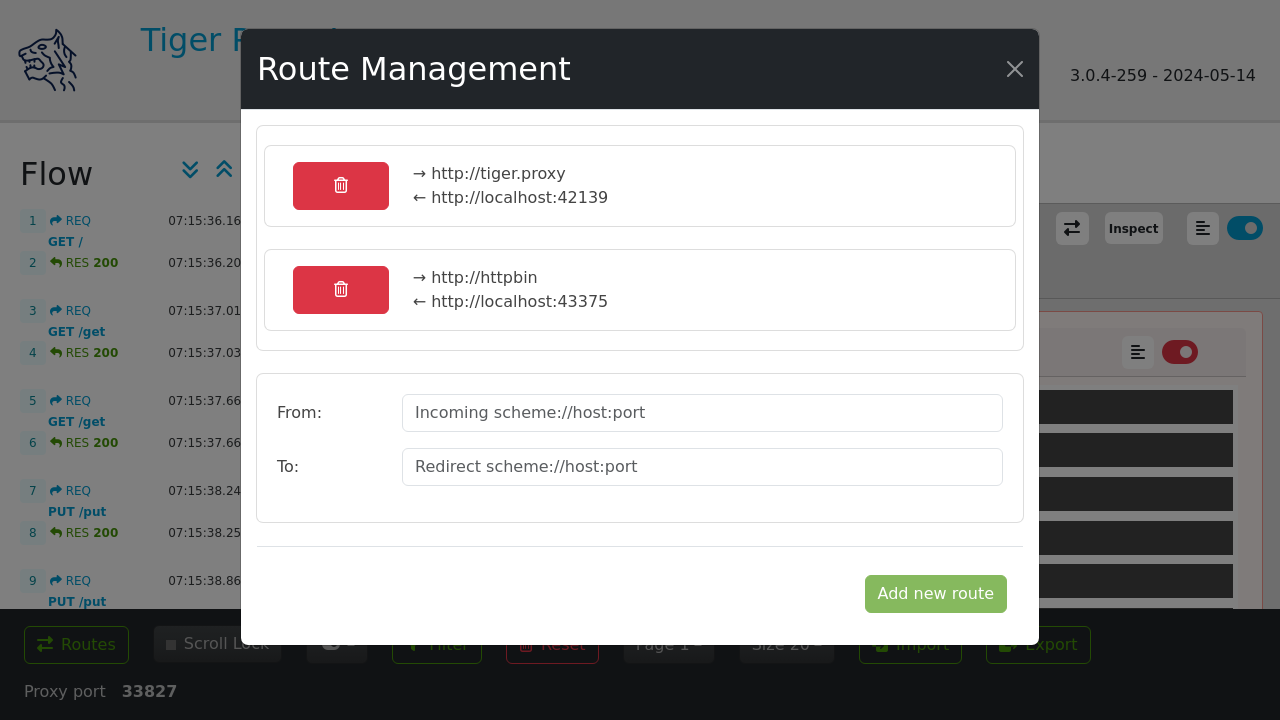 Tiger
3.0.4-259 - 2024-05-14
Route Management
→ http://tiger.proxy
← http://localhost:42139
→ http://httpbin
← http://localhost:43375
From:
Incoming scheme://host:port
To:
Redirect scheme://host:port
Add new route
Flow
1 REQ 07:15:36.16
GET /
2 RES 200 07:15:36.20
3 REQ 07:15:37.01
GET /get
4 RES 200 07:15:37.03
5 REQ 07:15:37.66
GET /get
6 RES 200 07:15:37.66
7 REQ 07:15:38.24
PUT /put
8 RES 200 07:15:38.25
9 REQ 07:15:38.86
PUT /put
Inspect
Routes Scroll Lock Filter Reset Page 1 Size 20 Import Export
Proxy port 33827